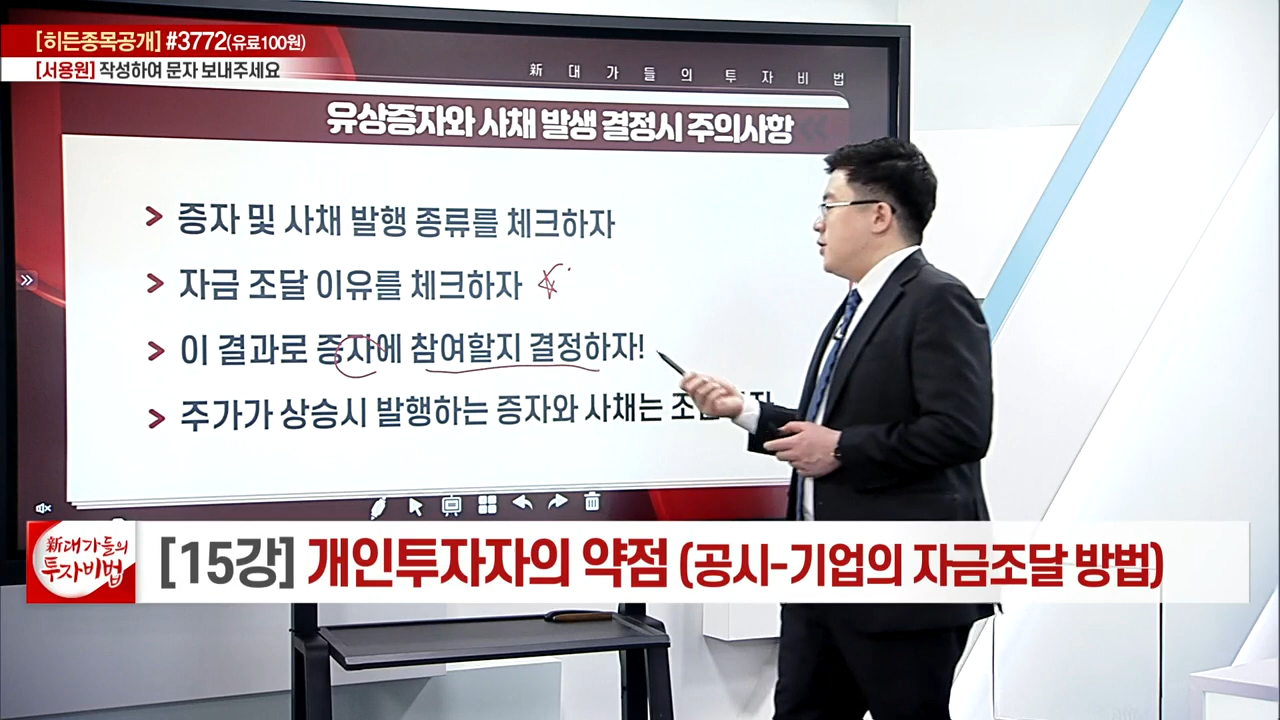 [히든종목공개] #3772(유료100원)
[서용원] 작성하여 문자 보내주세요
新 대 가 들 의 투 자 비 법
유상증자와 사채 발생 결정시 주의사항
증자 및 사채 발행 종류를 체크하자
자금 조달 이유를 체크하자
이 결과로 증자에 참여할지 결정하자!
주가가 상승시 발행하는 증자와 사채는
新대가들의
투자비법
[15강] 개인투자자의 약점 (공시-기업의 자금조달 방법)